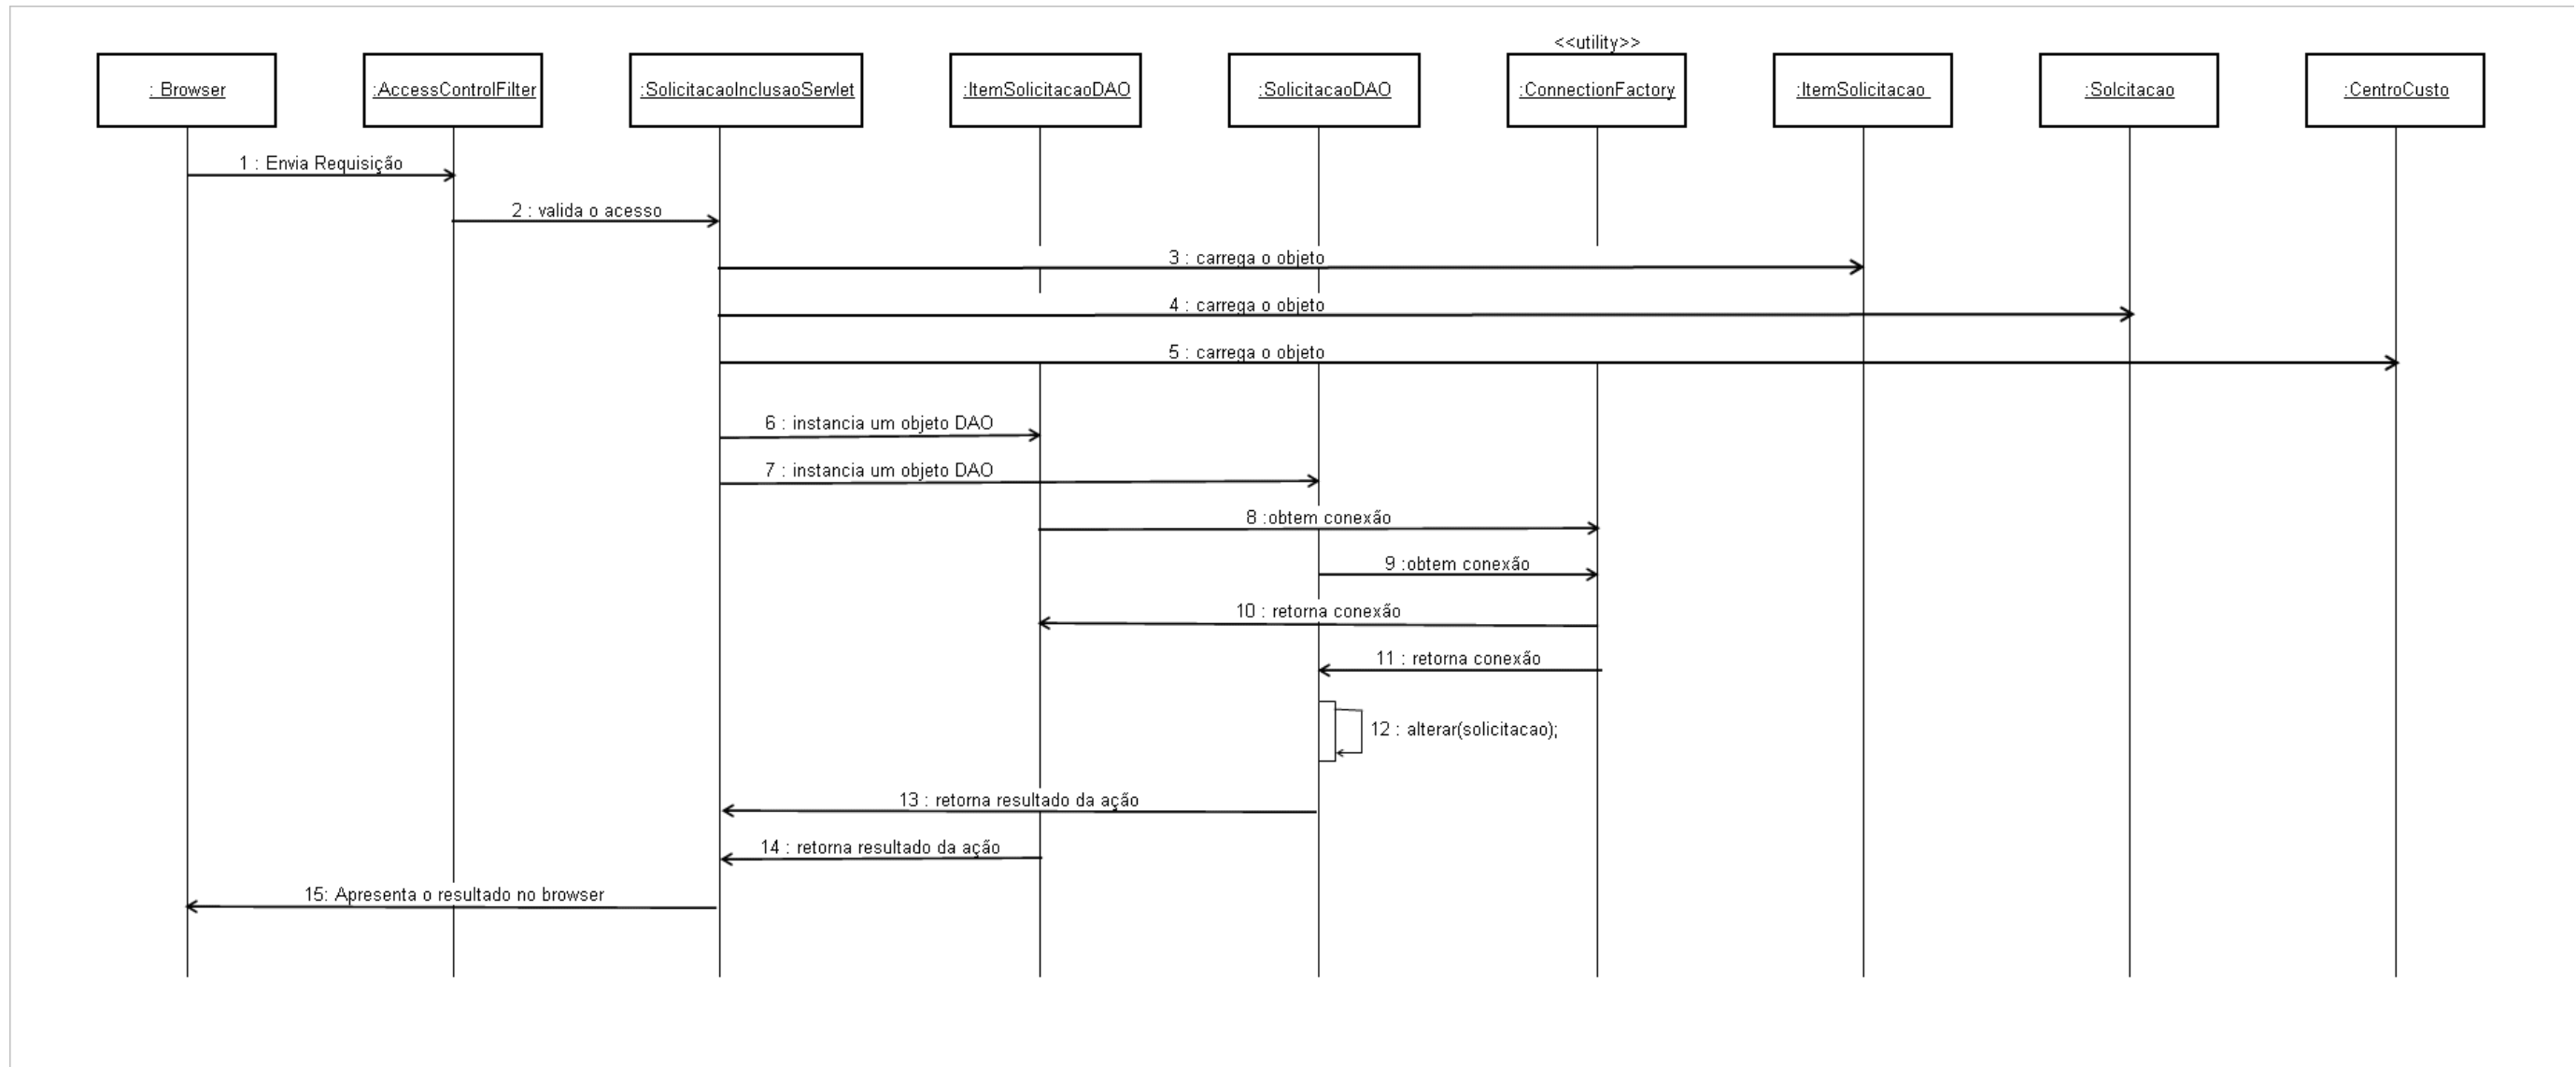 <<utility>>
: Browser
:AccessControlFilter
:SolicitacaoInclusaoServlet
:ItemSolicitacaoDAO
:SolicitacaoDAO
:ConnectionFactory
:ItemSolicitacao
:Solcitacao
:CentroCusto
1 : Envia Requisição
2 : valida o acesso
3 : carrega o objeto
4 : carrega o objeto
5 : carrega o objeto
6 : instancia um objeto DAO
7 : instancia um objeto DAO
8 :obtem conexão
9 :obtem conexão
10 : retorna conexão
11 : retorna conexão
12 : alterar(solicitacao);
13 : retorna resultado da ação
14 : retorna resultado da ação
15: Apresenta o resultado no browser